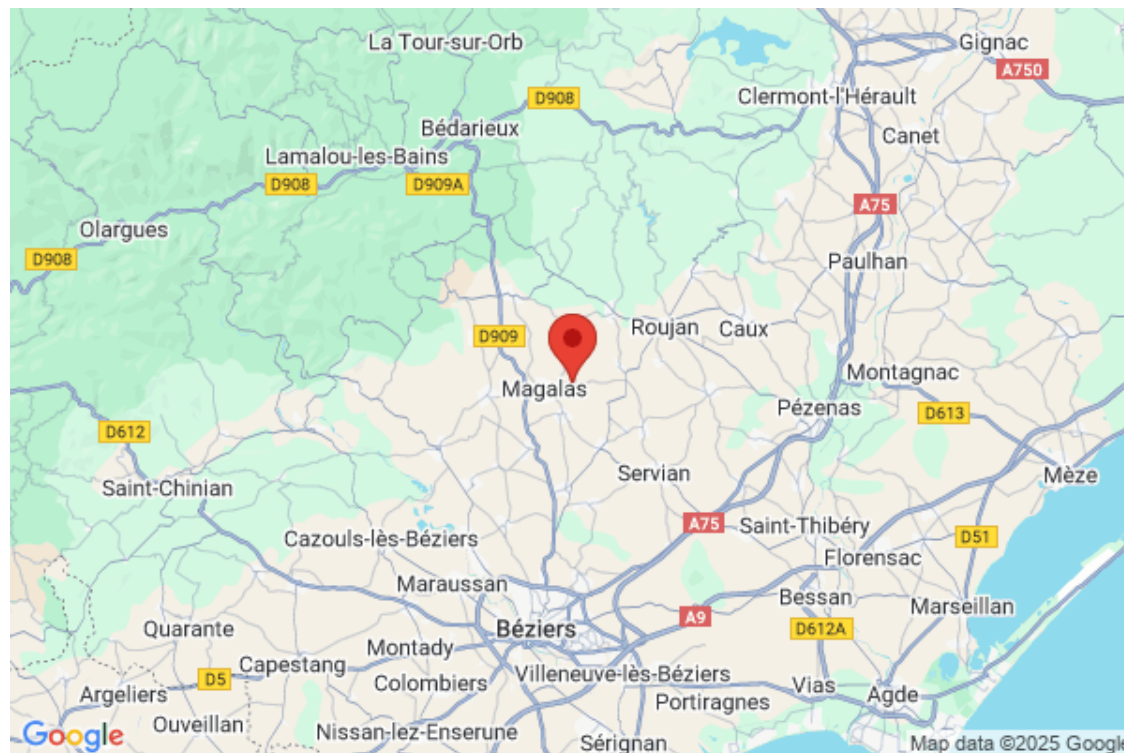 La Tour-sur-Orb
Gignac
A750
D908
Clermont-l'Hérault
Bédarieux
Canet
Lamalou-les-Bains
D908
D909A
A75
Olargues
D908
Paulhan
D909
Roujan
Caux
Magalas
Montagnac
Pézenas
D613
D612
Servian
Mèze
Saint-Chinian
A75
Saint-Thibéry
Cazouls-lès-Béziers
D51
Florensac
Maraussan
Bessan
Marseillan
A9
Quarante
Béziers
D612A
Montady
Capestang
Villeneuve-lès-Béziers
D5
Colombiers
Vias
Agde
Argeliers
Portiragnes
Ouveillan
Nissan-lez-Enserune
Google
Sérignan
Map data ©2025 Google